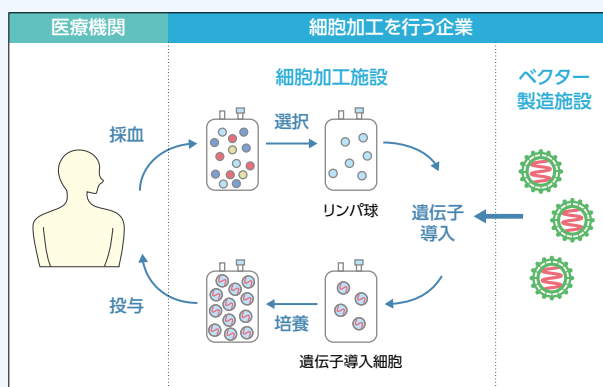 医療機関
細胞加工を行う企業
細胞加工施設
ベクター
製造施設
採血
選択
リンパ球
遺伝子
導入
投与
培養
遺伝子導入細胞